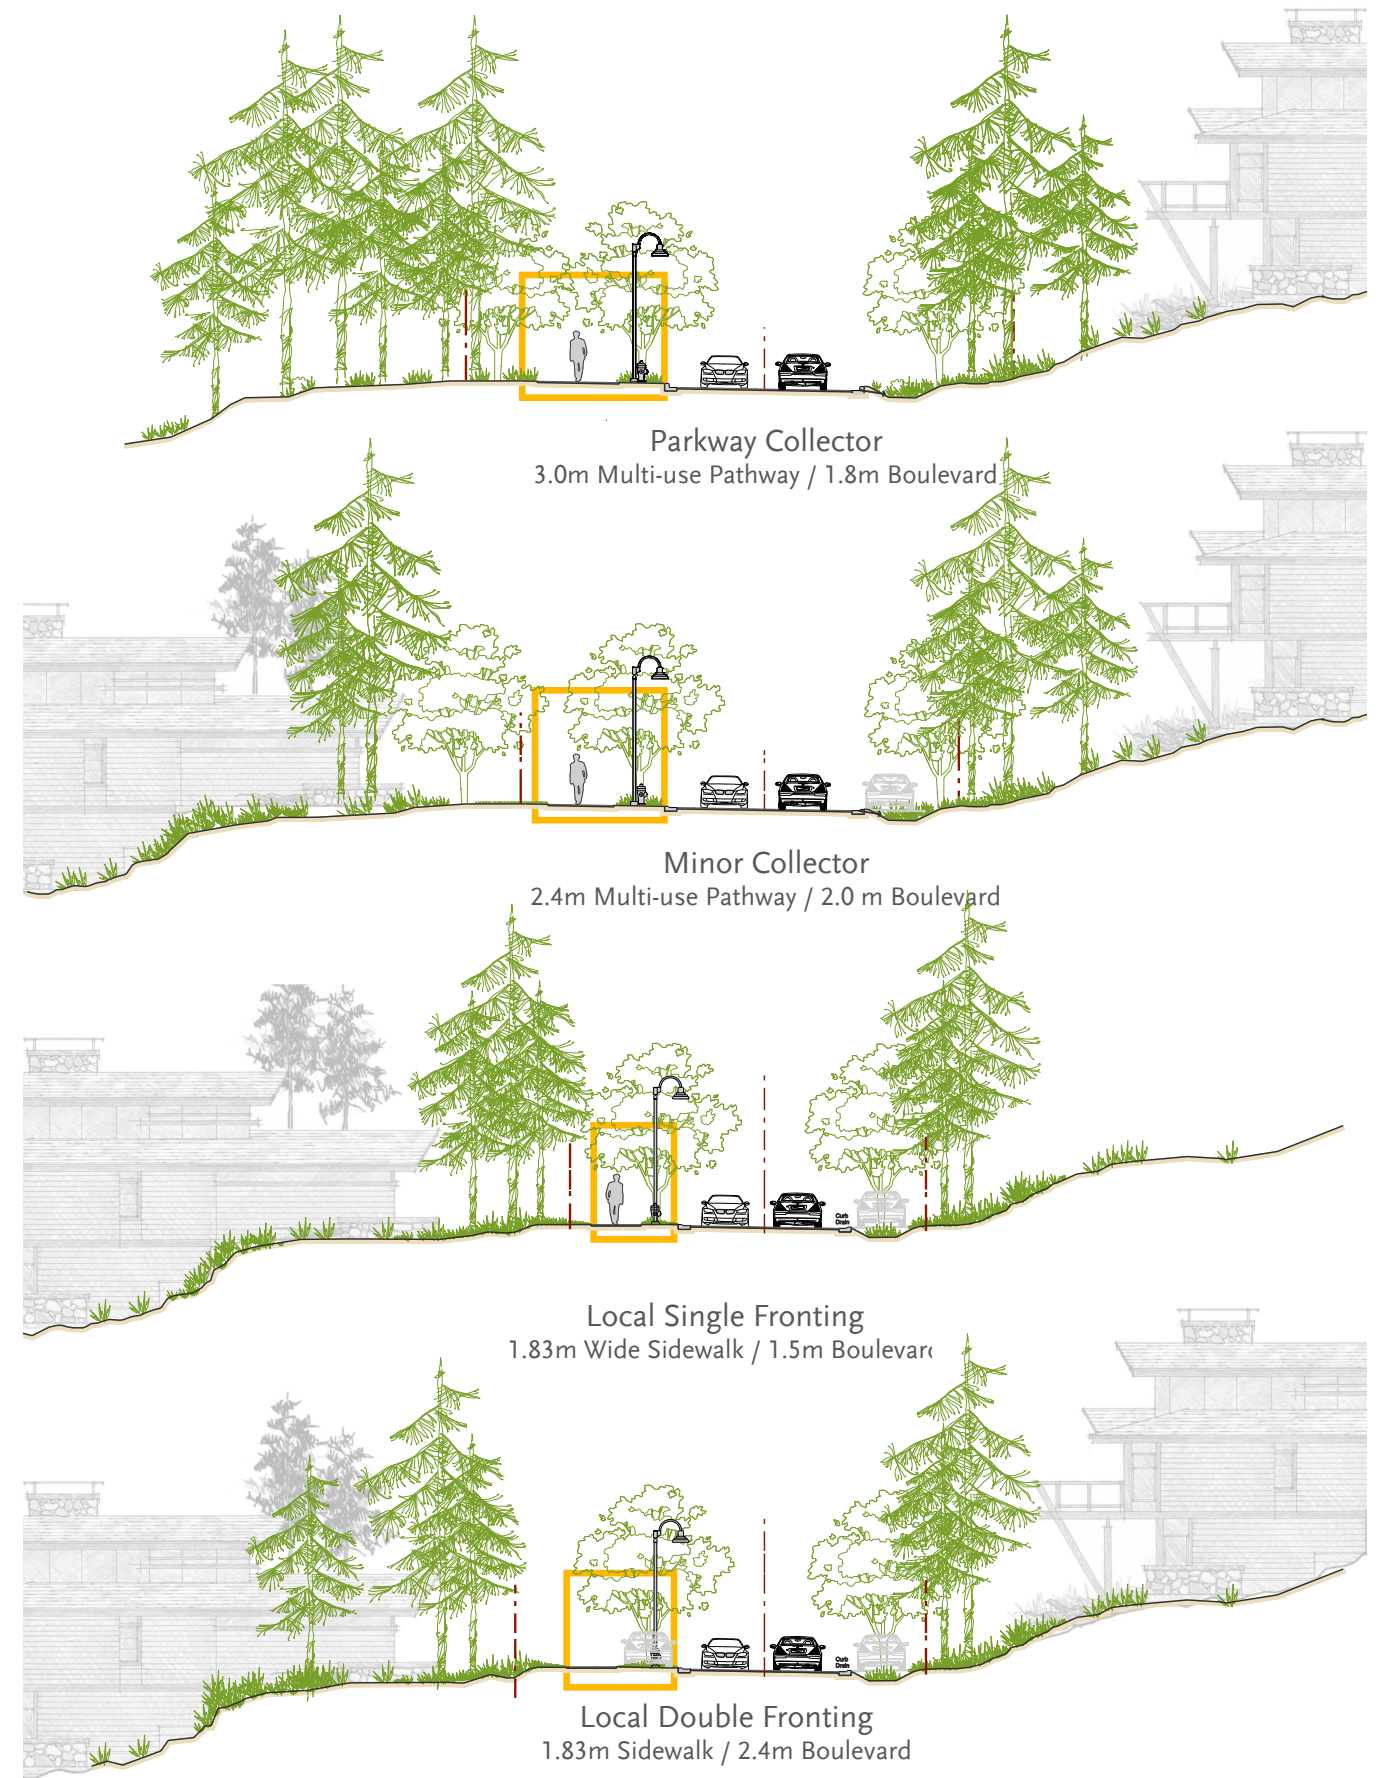 Parkway Collector
3.0m Multi-use Pathway / 1.8m Boulevard
Minor Collector
2.4m Multi-use Pathway / 2.0 m Boulevard
Curb
Drain
Local Single Fronting
1.83m Wide Sidewalk / 1.5m Boulevard
Curb
Drain
Local Double Fronting
1.83m Sidewalk / 2.4m Boulevard